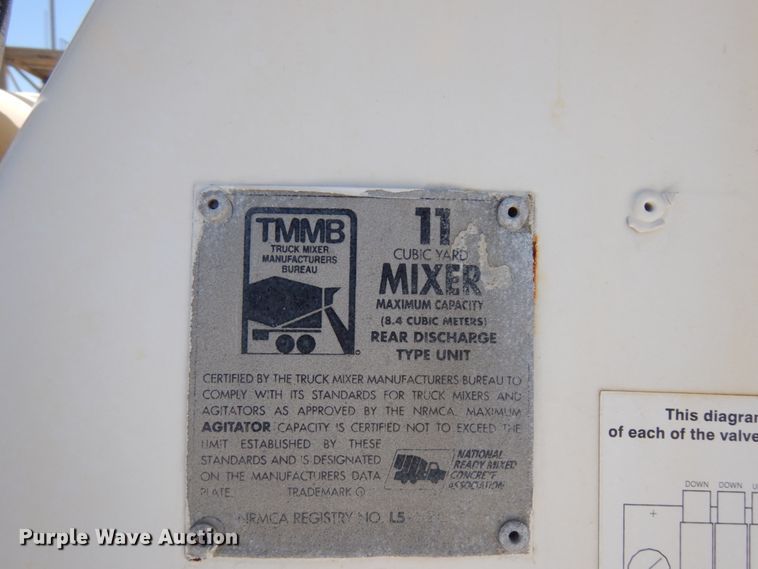 TMMB
TRUCK MIXER
MANUFACTURERS
BUREAU
11
CUBIC YARD
MIXER
MAXIMUM CAPACITY
(8.4 CUBIC METERS)
REAR DISCHARGE
TYPE UNIT
CERTIFIED BY THE TRUCK MIXER MANUFACTURERS BUREAU TO
COMPLY WITH ITS STANDARDS FOR TRUCK MIXERS AND
AGITATORS AS APPROVED BY THE NRMCA. MAXIMUM
AGITATOR CAPACITY IS CERTIFIED NOT TO EXCEED THE
LIMIT ESTABLISHED BY THESE
STANDARDS AND IS DESIGNATED
ON THE MANUFACTURERS DATA
PLATE. TRADEMARK
NATIONAL
READY MIXED
CONCRETE
ASSOCIATION
NRMCA REGISTRY NO. L5
This diagram
of each of the valve
DOWN DOWN
Purple Wave Auction